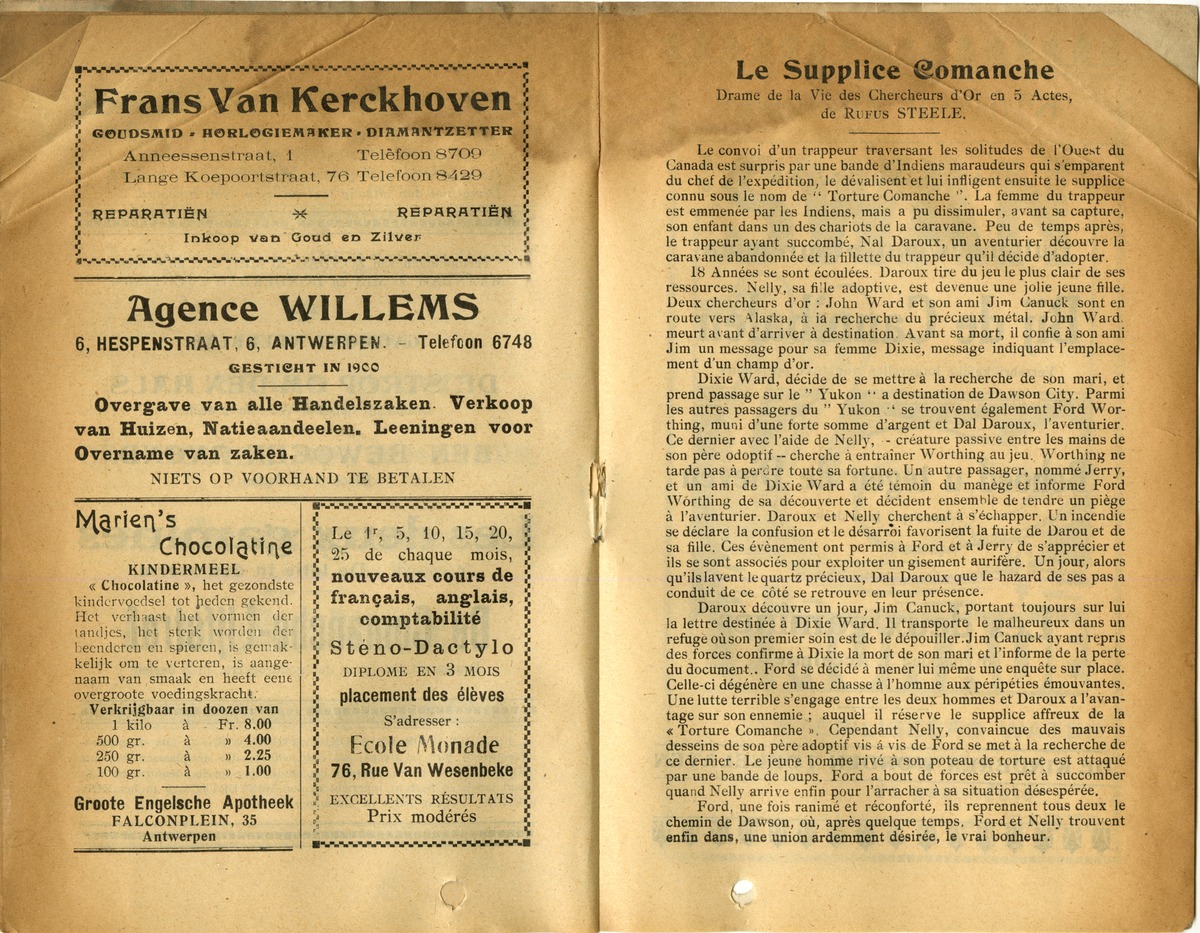 Frans Van Kerckhoven
GOUDSMID - HORLOGIEMAKER - DIAMANTZETTER
Anneessenstraat, 1 Telêfoon 8709
Lange Koepoortstraat, 76 Telefoon 8429
REPARATIËN REPARATIËN
Inkoop van Goud en Zilver
Agence WILLEMS
6, HESPENSTRAAT, 6, ANTWERPEN. - Telefoon 6748
GESTICHT IN 1900
Overgave van alle Handelszaken. Verkoop
van Huizen, Natieaandeelen. Leeningen voor
Overname van zaken.
NIETS OP VOORHAND TE BETALEN
Marien's
Chocolatine
KINDERMEEL
« Chocolatine », het gezondste
kindervoedsel tot heden gekend.
Het verhaast het vormen der
tandjes, het sterk worden der
beenderen en spieren, is gemak-
kelijk om te verteren, is aange-
naam van smaak en heeft eene
overgroote voedingskracht.
Verkrijgbaar in doozen van
1 kilo à Fr. 8.00
500 gr. à » 4.00
250 gr. à » 2.25
100 gr. à » 1.00
Groote Engelsche Apotheek
FALCONPLEIN, 35
Antwerpen
Le 1r, 5, 10, 15, 20,
25 de chaque mois,
nouveaux cours de
français, anglais,
comptabilité
Sténo-Dactylo
DIPLOME EN 3 MOIS
placement des élèves
S'adresser :
Ecole Monade
76, Rue Van Wesenbeke
EXCELLENTS RÉSULTATS
Prix modérés
Le Supplice Comanche
Drame de la Vie des Chercheurs d'Or en 5 Actes,
de RUFUS STEELE.
Le convoi d'un trappeur traversant les solitudes de l'Ouest du
Canada est surpris par une bande d'Indiens maraudeurs qui s'emparent
du chef de l'expédition, le dévalisent et lui infligent ensuite le supplice
connu sous le nom de “ Torture Comanche ”. La femme du trappeur
est emmenée par les Indiens, mais a pu dissimuler, avant sa capture,
son enfant dans un des chariots de la caravane. Peu de temps après,
le trappeur ayant succombé, Nal Daroux, un aventurier découvre la
caravane abandonnée et la fillette du trappeur qu'il décide d'adopter.
18 Années se sont écoulées. Daroux tire du jeu le plus clair de ses
ressources. Nelly, sa fille adoptive, est devenue une jolie jeune fille.
Deux chercheurs d'or : John Ward et son ami Jim Canuck sont en
route vers Alaska, à la recherche du précieux métal. John Ward
meurt avant d'arriver à destination. Avant sa mort, il confie à son ami
Jim un message pour sa femme Dixie, message indiquant l'emplace-
ment d'un champ d'or.
Dixie Ward, décide de se mettre à la recherche de son mari, et
prend passage sur le ” Yukon “ a destination de Dawson City. Parmi
les autres passagers du ” Yukon “ se trouvent également Ford Wor-
thing, muni d'une forte somme d'argent et Dal Daroux, l'aventurier.
Ce dernier avec l'aide de Nelly, - créature passive entre les mains de
son père odoptif — cherche à entraîner Worthing au jeu. Worthing ne
tarde pas à perdre toute sa fortune. Un autre passager, nommé Jerry,
et un ami de Dixie Ward a été témoin du manège et informe Ford
Worthing de sa découverte et décident ensemble de tendre un piège
à l'aventurier. Daroux et Nelly cherchent à s'échapper. Un incendie
se déclare la confusion et le désarroi favorisent la fuite de Darou et de
sa fille. Ces évènement ont permis à Ford et à Jerry de s'apprécier et
ils se sont associés pour exploiter un gisement aurifère. Un jour, alors
qu'ils lavent le quartz précieux, Dal Daroux que le hazard de ses pas a
conduit de ce côté se retrouve en leur présence.
Daroux découvre un jour, Jim Canuck, portant toujours sur lui
la lettre destinée à Dixie Ward. Il transporte le malheureux dans un
refuge où son premier soin est de le dépouiller. Jim Canuck ayant repris
des forces confirme à Dixie la mort de son mari et l'informe de la perte
du document.. Ford se décidé à mener lui même une enquête sur place.
Celle-ci dégénère en une chasse à l'homme aux péripéties émouvantes.
Une lutte terrible s'engage entre les deux hommes et Daroux a l'avan-
tage sur son ennemie ; auquel il réserve le supplice affreux de la
« Torture Comanche ». Cependant Nelly, convaincue des mauvais
desseins de son père adoptif vis á vis de Ford se met à la recherche de
ce dernier. Le jeune homme rivé à son poteau de torture est attaqué
par une bande de loups. Ford a bout de forces est prêt à succomber
quand Nelly arrive enfin pour l'arracher à sa situation désespérée.
Ford, une fois ranimé et réconforté, ils reprennent tous deux le
chemin de Dawson, où, après quelque temps, Ford et Nelly trouvent
enfin dans, une union ardemment désirée, le vrai bonheur.